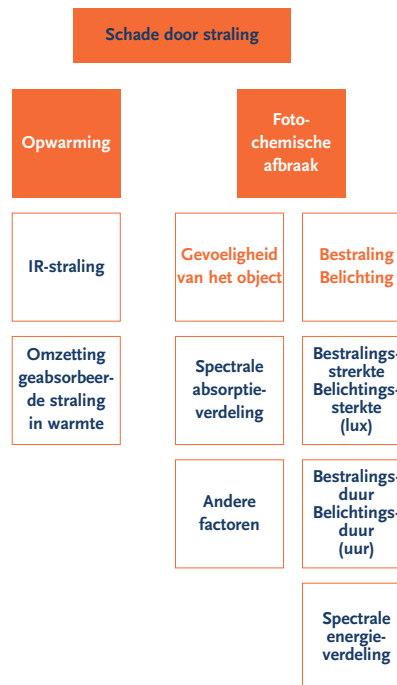 Schade door straling
Opwarming
Foto-
chemische
afbraak
IR-straling
Gevoeligheid
van het object
Bestraling
Belichting
Omzetting
geabsorbeer-
de straling
in warmte
Spectrale
absorptie-
verdeling
Bestralings-
strerkte
Belichtings-
sterkte
(lux)
Andere
factoren
Bestralings-
duur
Belichtings-
duur
(uur)
Spectrale
energie-
verdeling